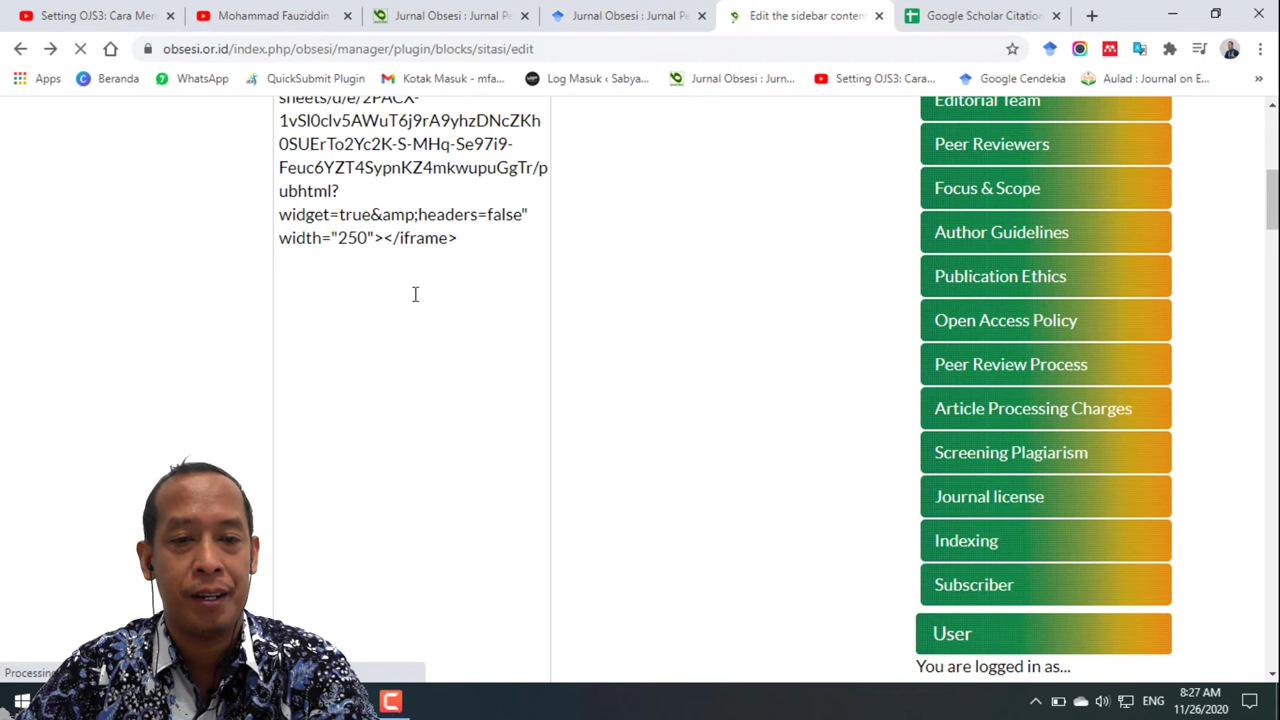 Setting OJS3: Cara Men
Mohammad Fauziddin
Jurnal Obsesi : Jurnal P
Jurnal Obsesi : Jurnal Pe
Edit the sidebar conten
Google Scholar Citation
obsesi.or.id/index.php/obsesi/manager/plugin/blocks/sitasi/edit
Apps
Beranda
WhatsApp
QuickSubmit Plugin
Kotak Masuk - mfa...
Log Masuk ‹ Sabya...
Jurnal Obsesi : Jurn...
Setting OJS3: Cara...
Google Cendekia
Aulad : Journal on E...
»
sheets/d/e/2PACX-
1vSl0clv5AWuT6j9rA9yhzDNcZKh
0SUErTo2Yc2K-S-MHq-Se97i9-
Feuc6YZT4SypnKZ4mkwupuGgTr/p
ubhtml?
widget=true&amp;headers=false"
width="250"></iframe>
Editorial Team
Peer Reviewers
Focus & Scope
Author Guidelines
Publication Ethics
Open Access Policy
Peer Review Process
Article Processing Charges
Screening Plagiarism
Journal license
Indexing
Subscriber
User
You are logged in as...
Processing
ENG
8:27 AM
11/26/2020